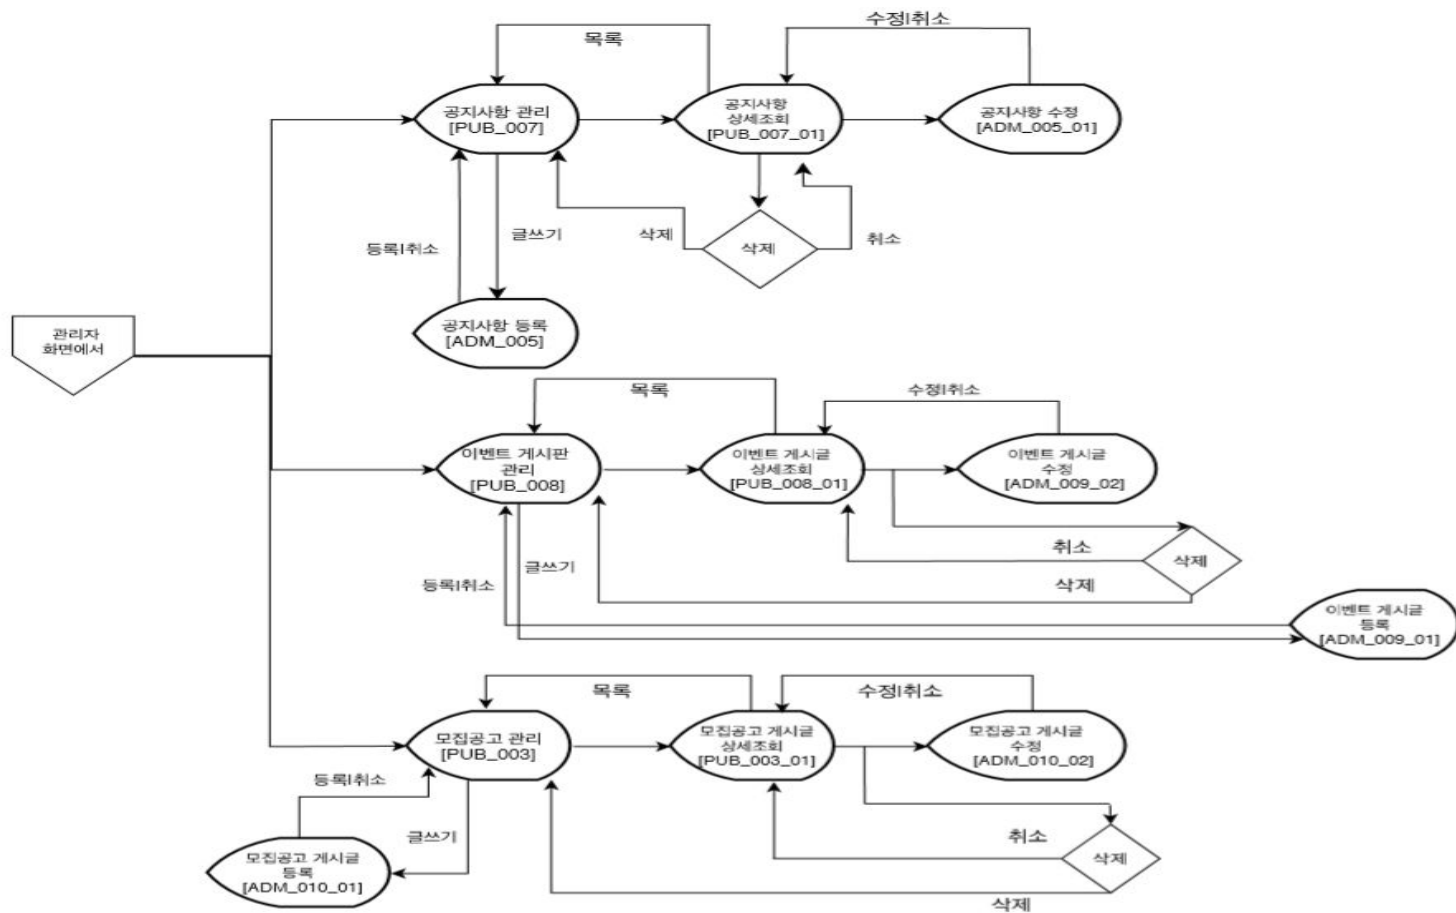 수정|취소
목록
공지사항 관리
[PUB_007]
공지사항
상세조회
[PUB_007_01]
공지사항 수정
[ADM_005_01]
등록|취소
글쓰기
삭제
삭제
취소
공지사항 등록
[ADM_005]
관리자
화면에서
목록
수정|취소
이벤트 게시판
관리
[PUB_008]
이벤트 게시글
상세조회
[PUB_008_01]
이벤트 게시글
수정
[ADM_009_02]
취소
삭제
등록|취소
글쓰기
삭제
이벤트 게시글
등록
[ADM_009_01]
목록
수정|취소
모집공고 관리
[PUB_003]
모집공고 게시글
상세조회
[PUB_003_01]
모집공고 게시글
수정
[ADM_010_02]
등록|취소
글쓰기
취소
삭제
모집공고 게시글
등록
[ADM_010_01]
삭제